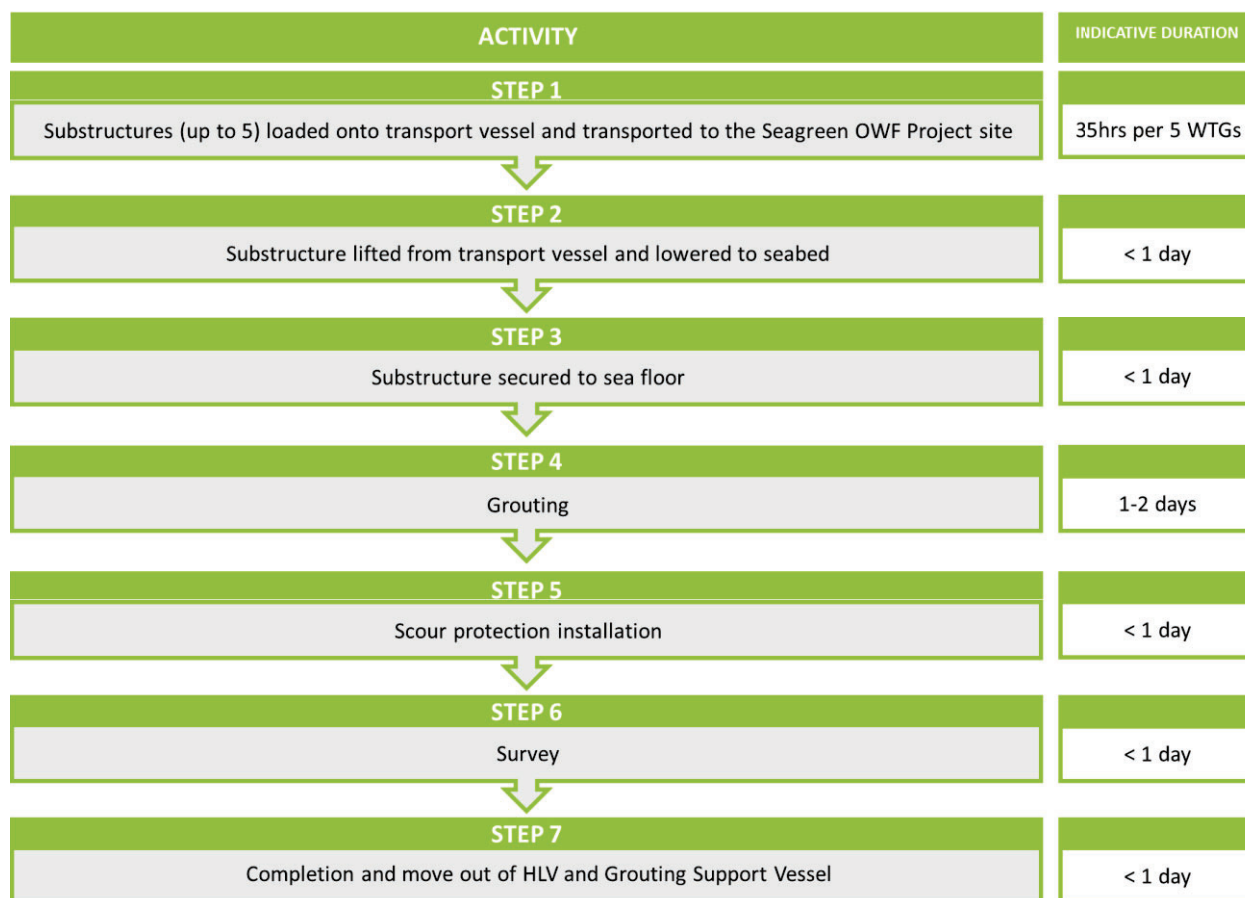 ACTIVITY
INDICATIVE DURATION
STEP 1
Substructures (up to 5) loaded onto transport vessel and transported to the Seagreen OWF Project site
35hrs per 5 WTGs
STEP 2
Substructure lifted from transport vessel and lowered to seabed
< 1 day
STEP 3
Substructure secured to sea floor
< 1 day
STEP 4
Grouting
1-2 days
STEP 5
Scour protection installation
< 1 day
STEP 6
Survey
< 1 day
STEP 7
Completion and move out of HLV and Grouting Support Vessel
< 1 day